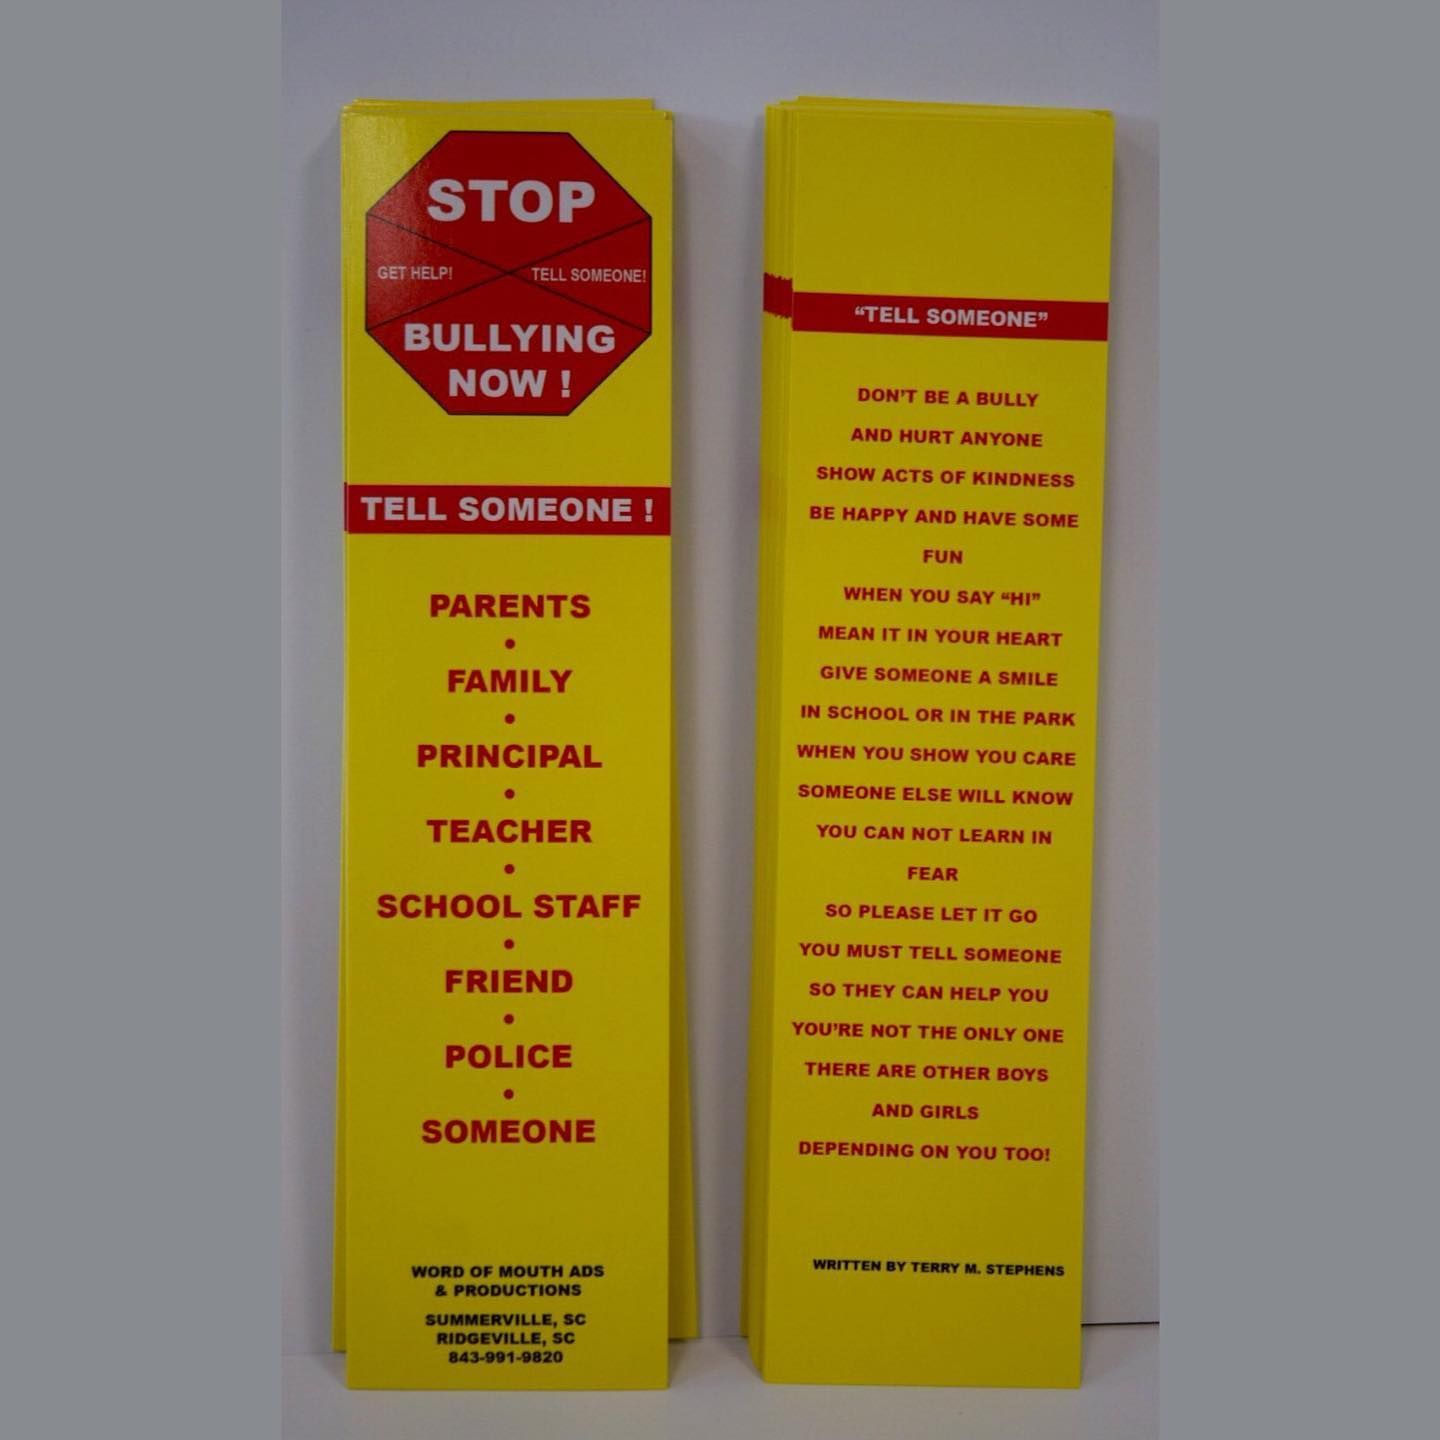 STOP
GET HELP! TELL SOMEONE!
BULLYING
NOW !
TELL SOMEONE !
PARENTS
•
FAMILY
•
PRINCIPAL
•
TEACHER
•
SCHOOL STAFF
•
FRIEND
•
POLICE
•
SOMEONE
WORD OF MOUTH ADS
& PRODUCTIONS
SUMMERVILLE, SC
RIDGEVILLE, SC
843-991-9820
“TELL SOMEONE”
DON'T BE A BULLY
AND HURT ANYONE
SHOW ACTS OF KINDNESS
BE HAPPY AND HAVE SOME
FUN
WHEN YOU SAY “HI”
MEAN IT IN YOUR HEART
GIVE SOMEONE A SMILE
IN SCHOOL OR IN THE PARK
WHEN YOU SHOW YOU CARE
SOMEONE ELSE WILL KNOW
YOU CAN NOT LEARN IN
FEAR
SO PLEASE LET IT GO
YOU MUST TELL SOMEONE
SO THEY CAN HELP YOU
YOU'RE NOT THE ONLY ONE
THERE ARE OTHER BOYS
AND GIRLS
DEPENDING ON YOU TOO!
WRITTEN BY TERRY M. STEPHENS